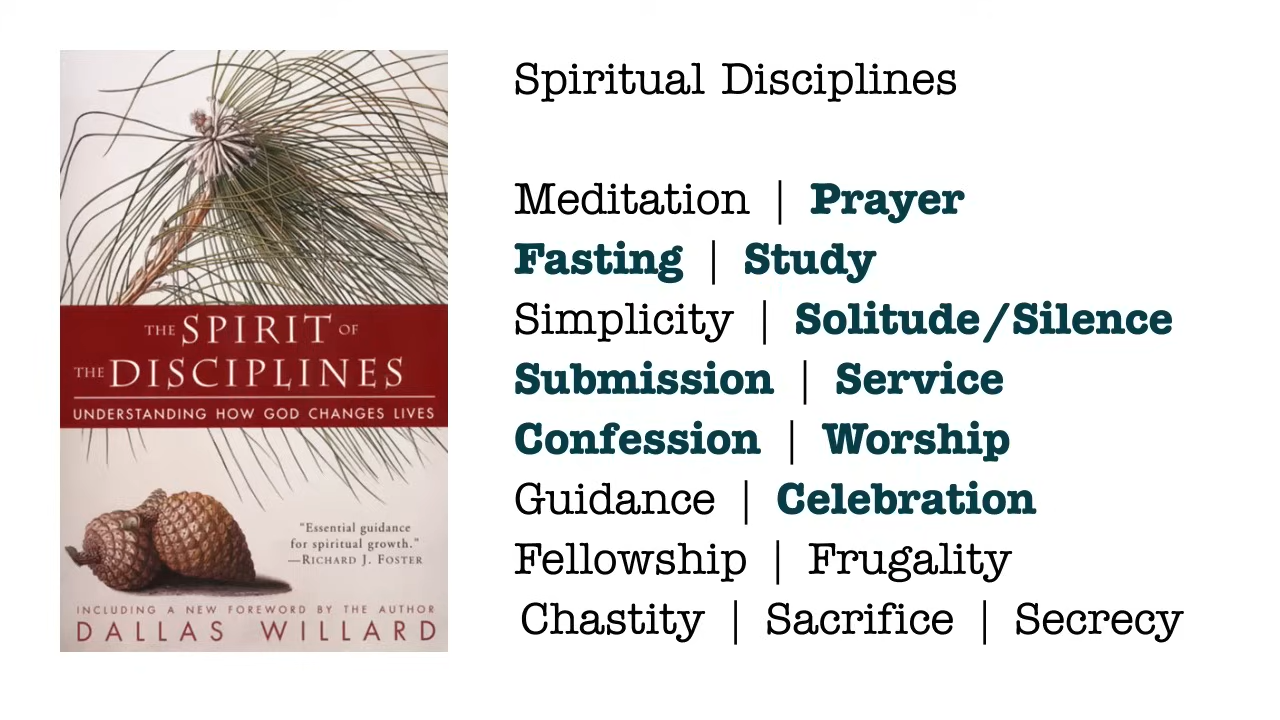 THE SPIRIT OF
THE DISCIPLINES
UNDERSTANDING HOW GOD CHANGES LIVES
"Essential guidance
for spiritual growth."
—RICHARD J. FOSTER
INCLUDING A NEW FOREWORD BY THE AUTHOR
DALLAS WILLARD
Spiritual Disciplines
Meditation | Prayer
Fasting | Study
Simplicity | Solitude/Silence
Submission | Service
Confession | Worship
Guidance | Celebration
Fellowship | Frugality
Chastity | Sacrifice | Secrecy